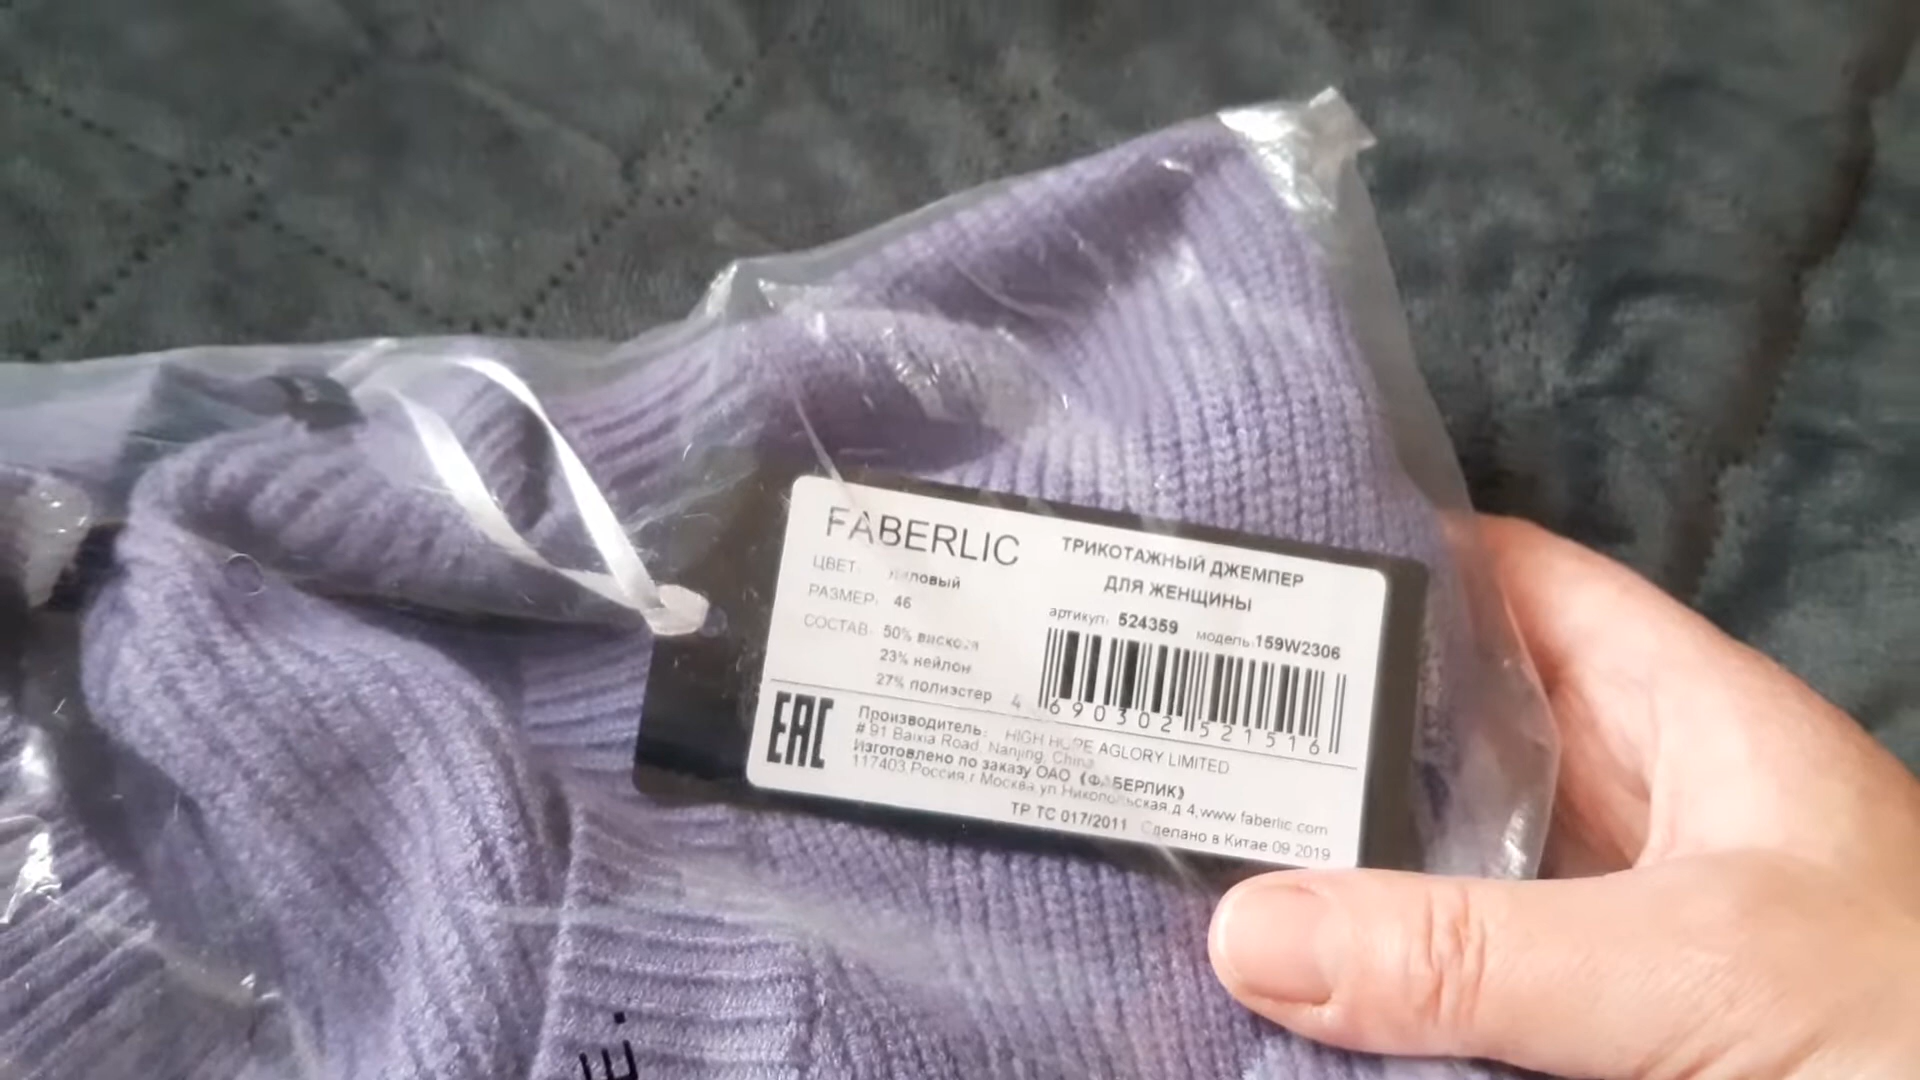 FABERLIC
ТРИКОТАЖНЫЙ ДЖЕМПЕР
ДЛЯ ЖЕНЩИНЫ
ЦВЕТ: лиловый
РАЗМЕР: 46
СОСТАВ: 50% вискоза
23% нейлон
27% полиэстер
артикул: 524359 модель:159W2306
4 690302 521516
EAC
Производитель: HIGH HOPE AGLORY LIMITED
# 91 Baixia Road, Nanjing, China
Изготовлено по заказу ОАО «ФАБЕРЛИК»
117403,Россия,г Москва,ул.Никопольская,д.4,www.faberlic.com
ТР ТС 017/2011 Сделано в Китае 09 2019